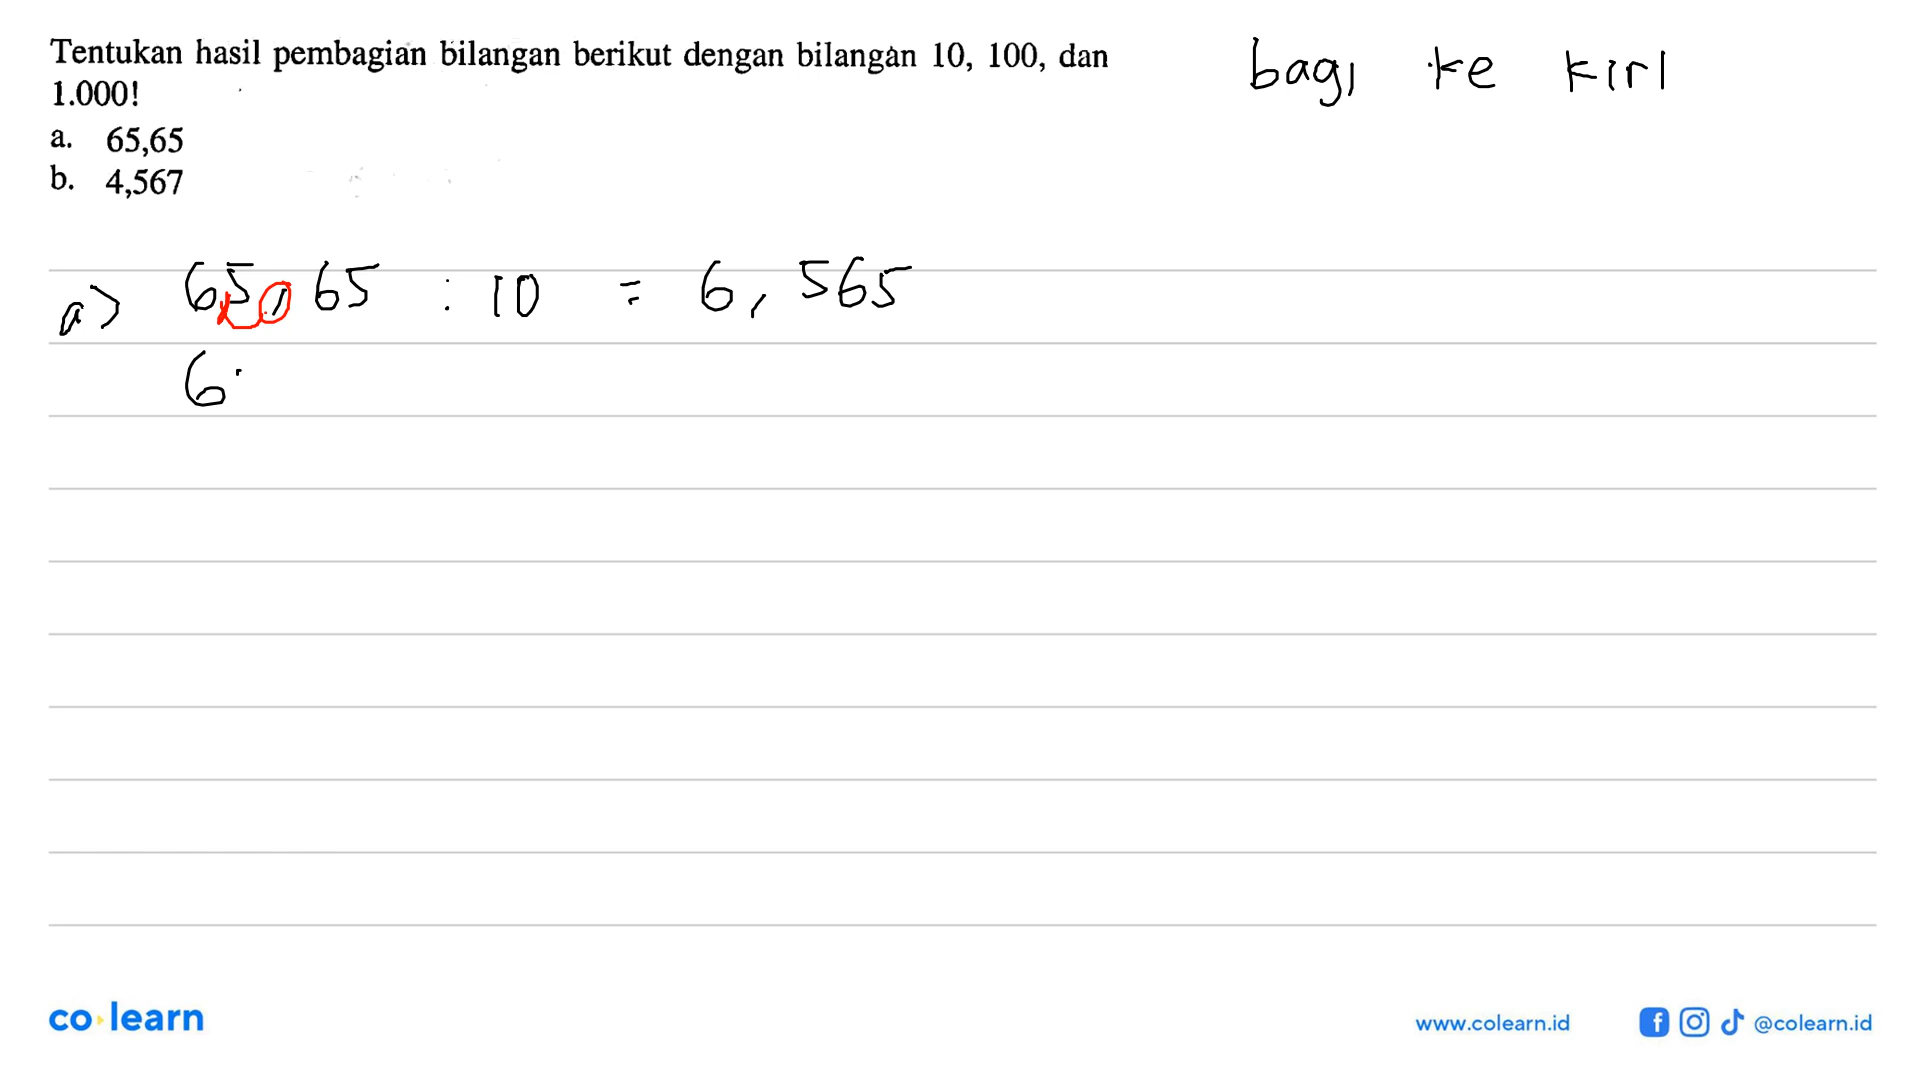 Tentukan hasil pembagian bilangan berikut dengan bilangan 10, 100, dan
1.000!
a. 65,65
b. 4,567
bagi ke kiri
a> 65,65 : 10 = 6,565
6
co learn
www.colearn.id
@colearn.id